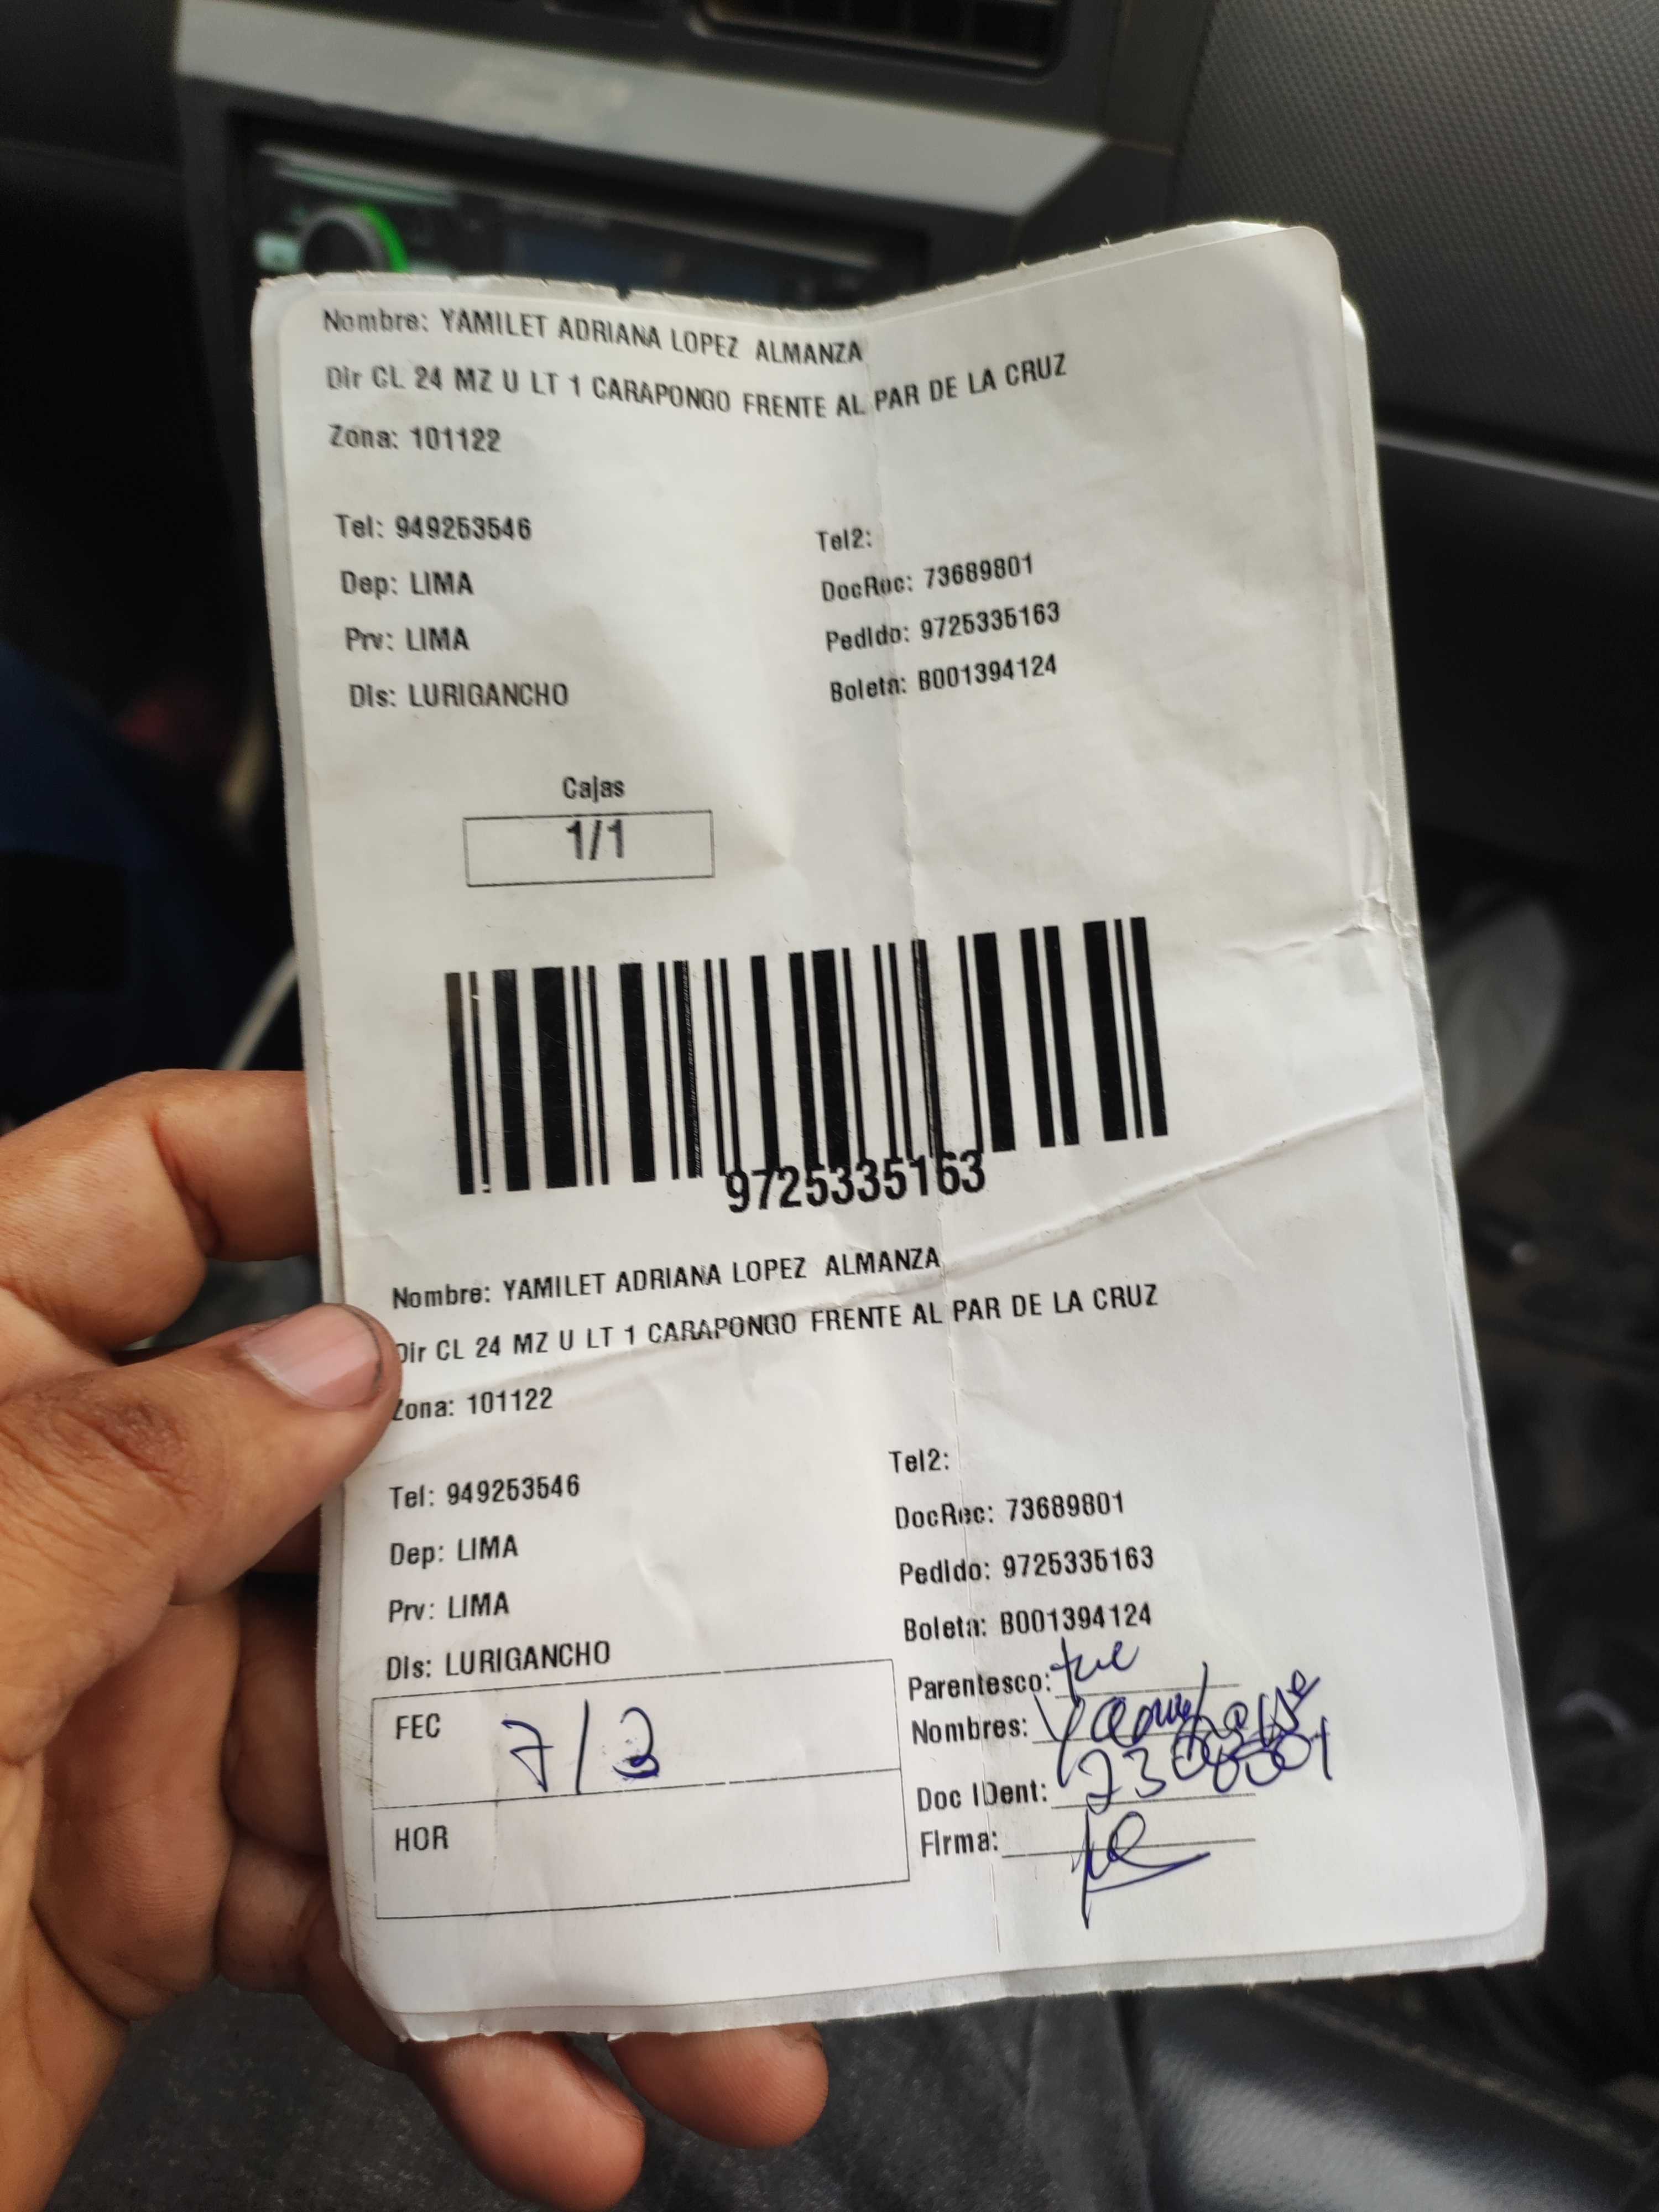 Nombre: YAMILET ADRIANA LOPEZ ALMANZA
Dir CL 24 MZ U LT 1 CARAPONGO FRENTE AL PAR DE LA CRUZ
Zona: 101122
Tel: 949253546 Tel2:
Dep: LIMA DocRec: 73689801
Prv: LIMA Pedido: 9725335163
Dis: LURIGANCHO Boleta: B001394124
Cajas
1/1
9725335163
Nombre: YAMILET ADRIANA LOPEZ ALMANZA
Dir CL 24 MZ U LT 1 CARAPONGO FRENTE AL PAR DE LA CRUZ
Zona: 101122
Tel: 949253546 Tel2:
Dep: LIMA DocRec: 73689801
Prv: LIMA Pedido: 9725335163
Dis: LURIGANCHO Boleta: B001394124
Parentesco:
FEC 7/3 Nombres:
Doc IDent:
HOR Firma: